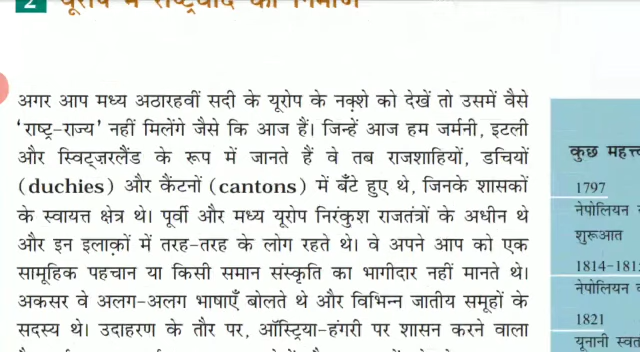 2 यूरोप में राष्ट्रवाद का निर्माण
अगर आप मध्य अठारहवीं सदी के यूरोप के नक़्शे को देखें तो उसमें वैसे
‘राष्ट्र-राज्य’ नहीं मिलेंगे जैसे कि आज हैं। जिन्हें आज हम जर्मनी, इटली
और स्विट्ज़रलैंड के रूप में जानते हैं वे तब राजशाहियों, डचियों
(duchies) और कैंटनों (cantons) में बँटे हुए थे, जिनके शासकों
के स्वायत्त क्षेत्र थे। पूर्वी और मध्य यूरोप निरंकुश राजतंत्रों के अधीन थे
और इन इलाक़ों में तरह-तरह के लोग रहते थे। वे अपने आप को एक
सामूहिक पहचान या किसी समान संस्कृति का भागीदार नहीं मानते थे।
अकसर वे अलग-अलग भाषाएँ बोलते थे और विभिन्न जातीय समूहों के
सदस्य थे। उदाहरण के तौर पर, ऑस्ट्रिया-हंगरी पर शासन करने वाला
कुछ
1797
नेपोलियन
शुरूआत
1814-181
नेपोलियन
1821
यूनानी